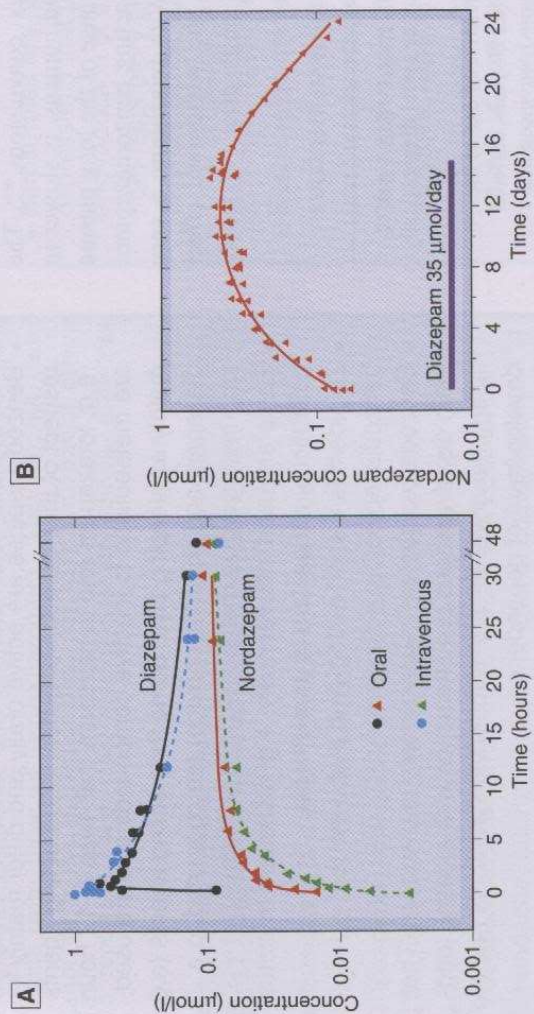 A
Concentration (μmol/l)
1
0.1
0.01
0.001
Diazepam
Nordazepam
Oral
Intravenous
0
5
10
15
20
25
30
48
Time (hours)
B
Nordazepam concentration (μmol/l)
1
0.1
0.01
Diazepam 35 μmol/day
0
4
8
12
16
20
24
Time (days)